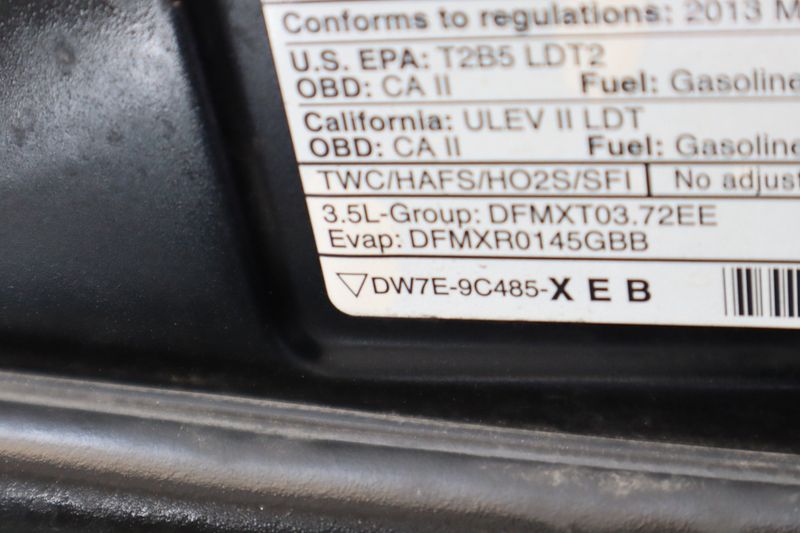 Conforms to regulations: 2013 M
U.S. EPA: T2B5 LDT2
OBD: CA II Fuel: Gasoline
California: ULEV II LDT
OBD: CA II Fuel: Gasoline
TWC/HAFS/HO2S/SFI No adjust
3.5L-Group: DFMXT03.72EE
Evap: DFMXR0145GBB
DW7E-9C485-X E B